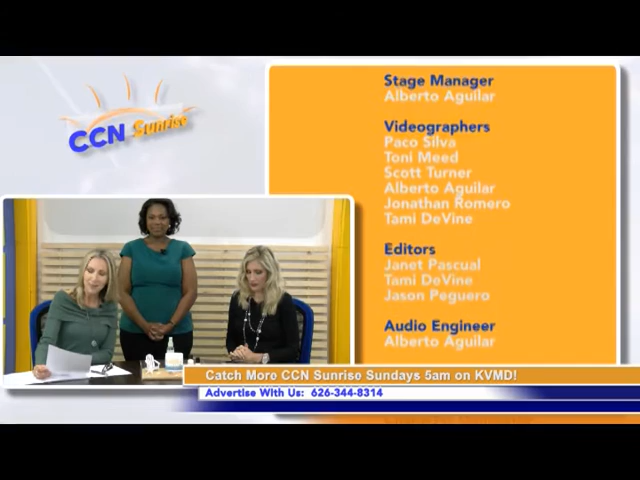 CCN Sunrise
Stage Manager
Alberto Aguilar
Videographers
Paco Silva
Toni Meed
Scott Turner
Alberto Aguilar
Jonathan Romero
Tami DeVine
Editors
Janet Pascual
Tami DeVine
Jason Peguero
Audio Engineer
Alberto Aguilar
Catch More CCN Sunrise Sundays 5am on KVMD!
Advertise With Us: 626-344-8314